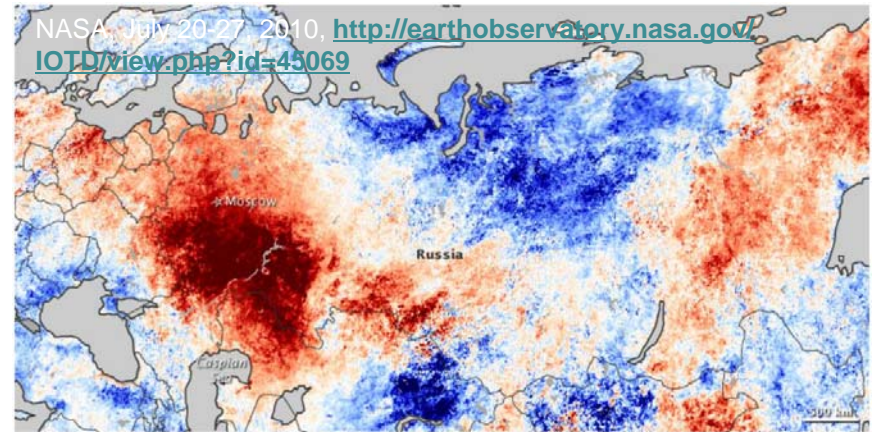 NASA, July 20-27, 2010, http://earthobservatory.nasa.gov/
IOTD/view.php?id=45069
Moscow
Russia
Caspian
Sea
500 km